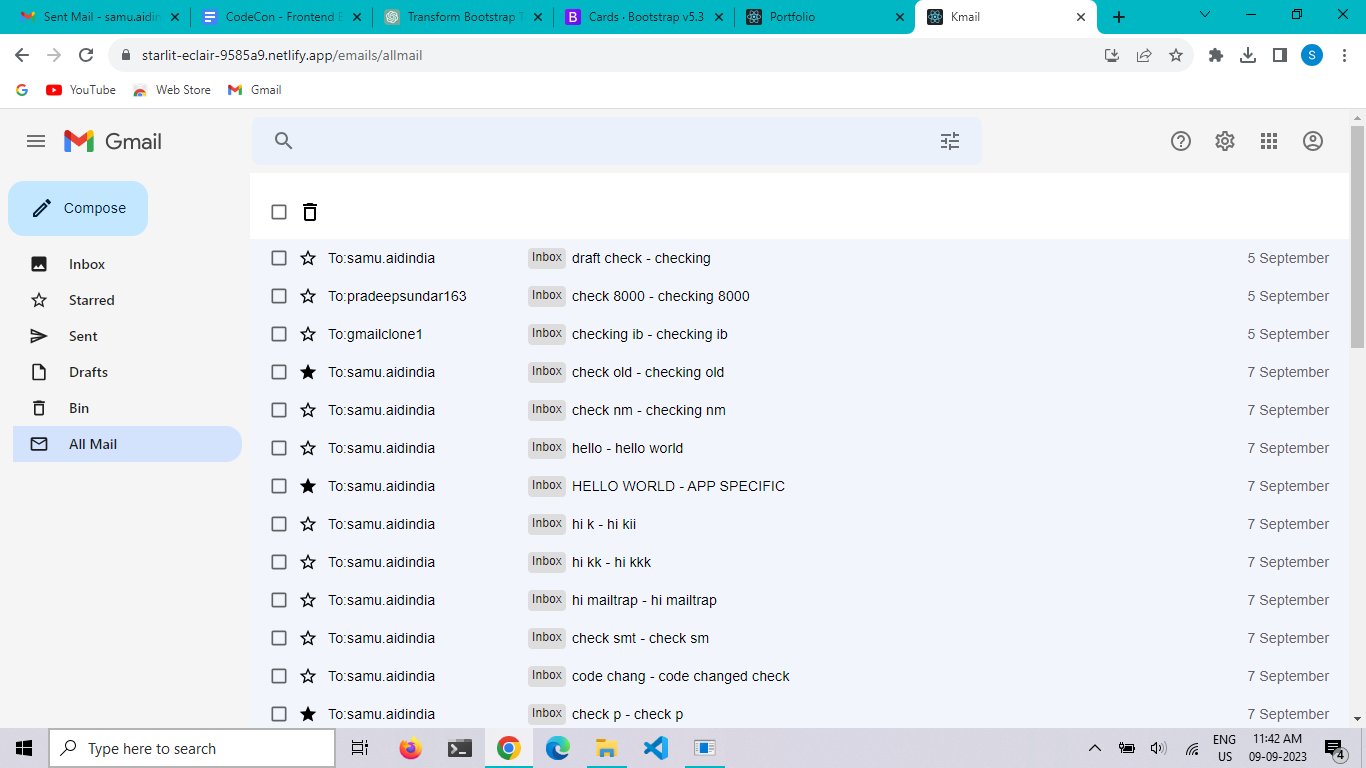 Sent Mail - samu.aidin
CodeCon - Frontend E
Transform Bootstrap T
B Cards · Bootstrap v5.3
Portfolio
Kmail
starlit-eclair-9585a9.netlify.app/emails/allmail
S
G YouTube Web Store Gmail
Gmail
Compose
Inbox
Starred
Sent
Drafts
Bin
All Mail
To:samu.aidindia Inbox draft check - checking 5 September
To:pradeepsundar163 Inbox check 8000 - checking 8000 5 September
To:gmailclone1 Inbox checking ib - checking ib 5 September
To:samu.aidindia Inbox check old - checking old 7 September
To:samu.aidindia Inbox check nm - checking nm 7 September
To:samu.aidindia Inbox hello - hello world 7 September
To:samu.aidindia Inbox HELLO WORLD - APP SPECIFIC 7 September
To:samu.aidindia Inbox hi k - hi kii 7 September
To:samu.aidindia Inbox hi kk - hi kkk 7 September
To:samu.aidindia Inbox hi mailtrap - hi mailtrap 7 September
To:samu.aidindia Inbox check smt - check sm 7 September
To:samu.aidindia Inbox code chang - code changed check 7 September
To:samu.aidindia Inbox check p - check p 7 September
Type here to search
ENG
US
11:42 AM
09-09-2023
4